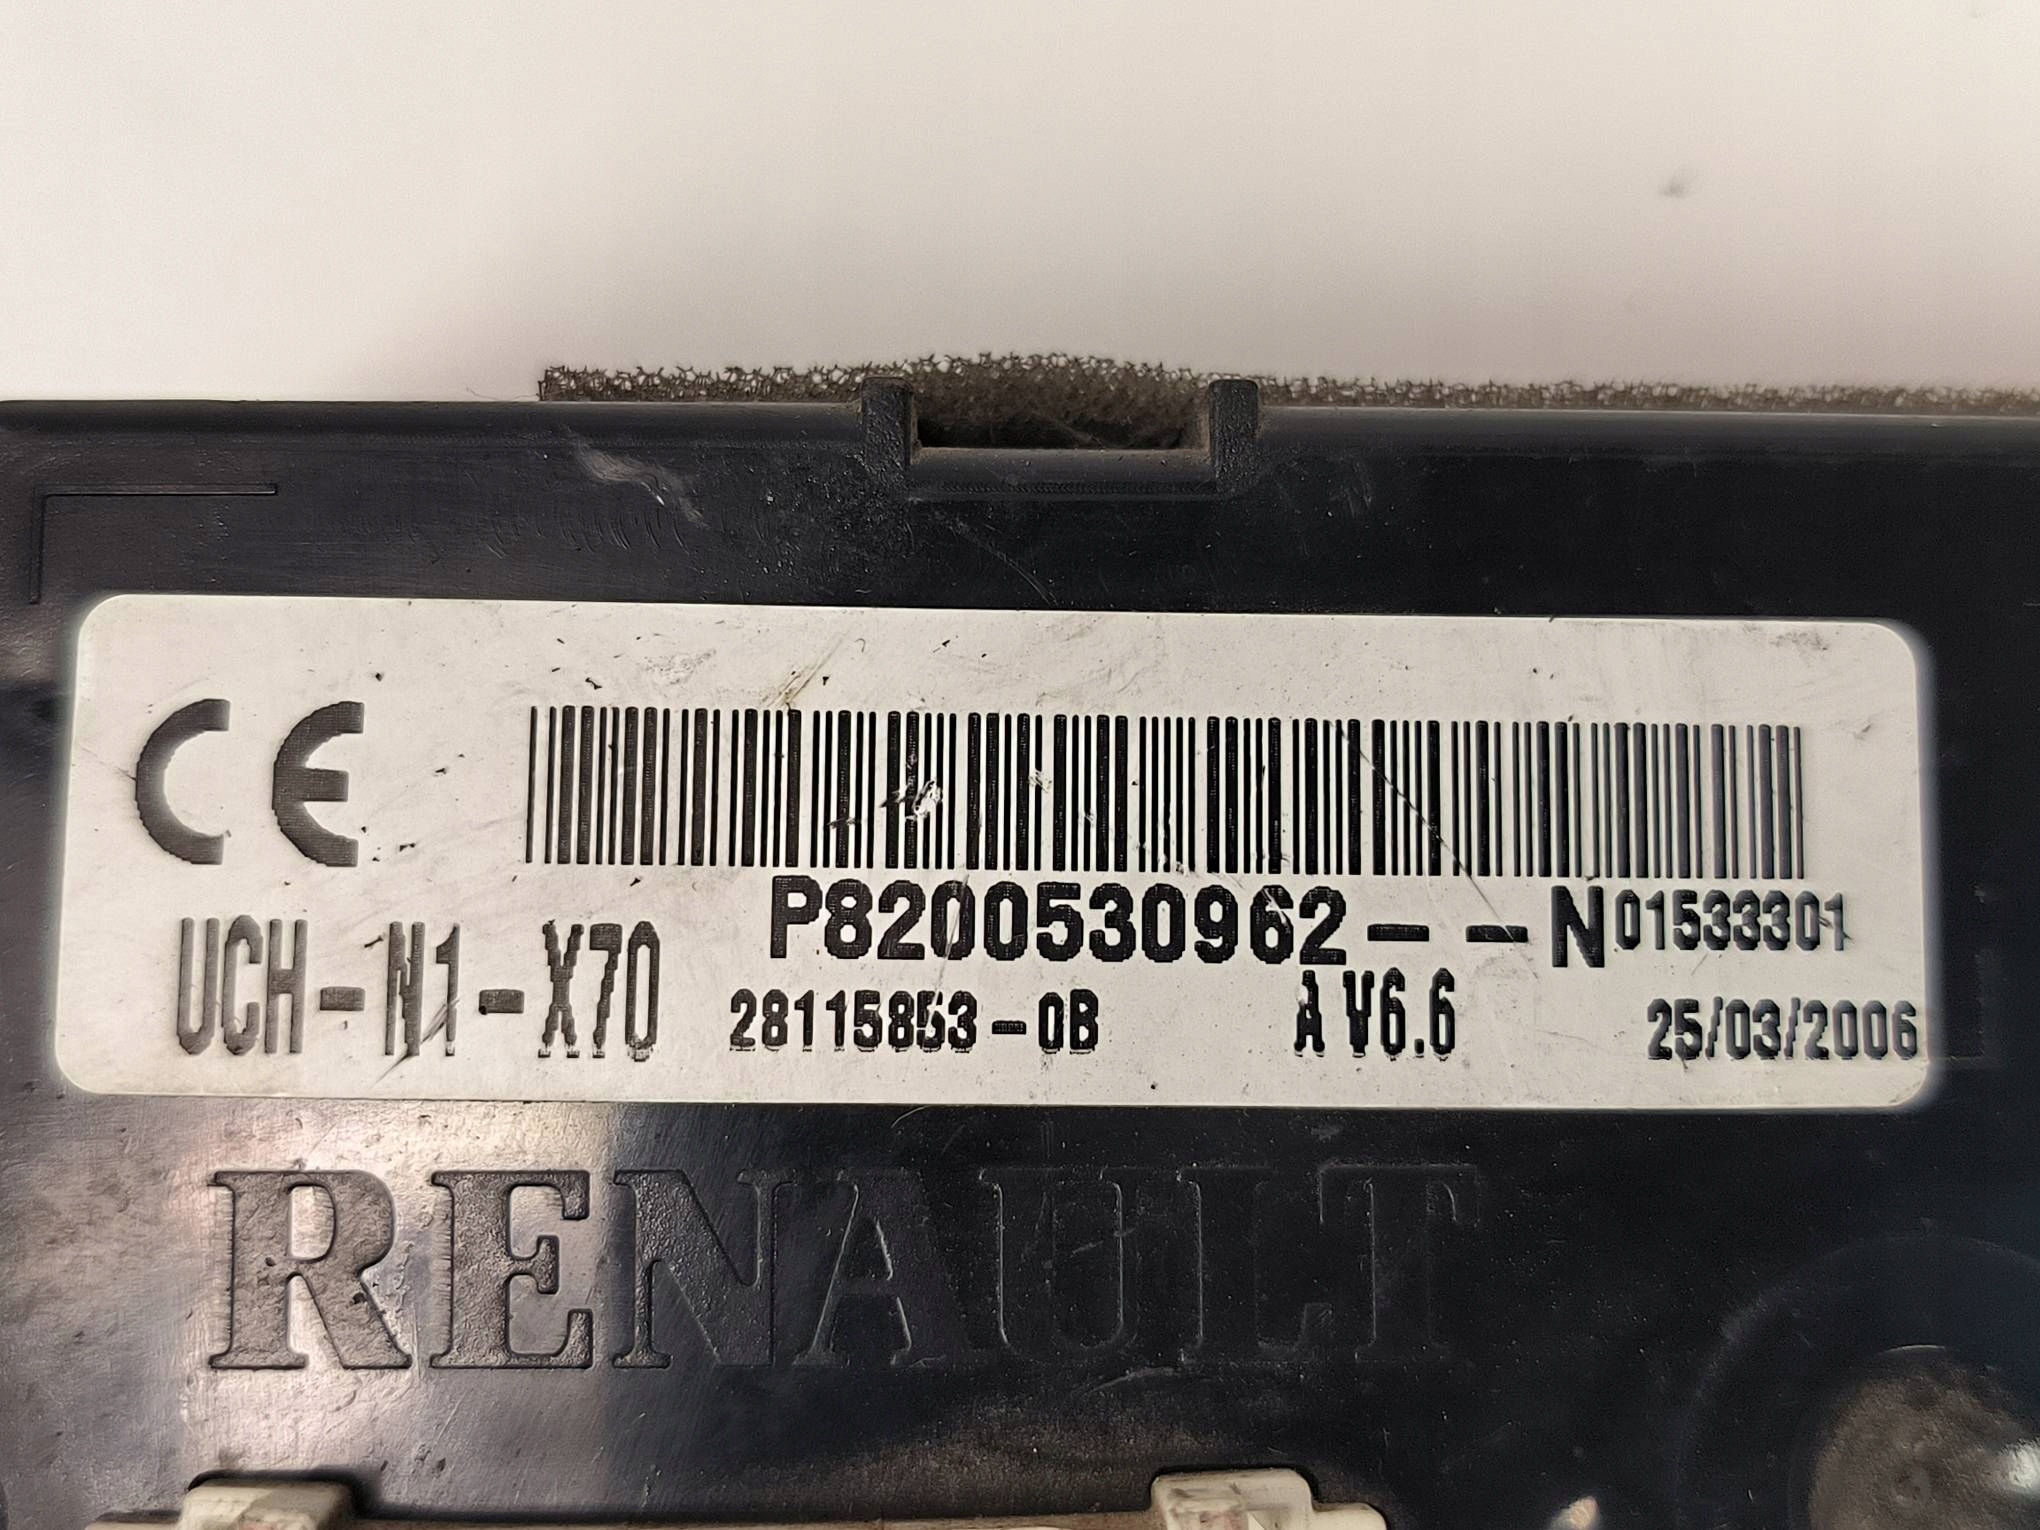 CE
P8200530962-- N01533301
UCH-N1-X70 28115853-0B A V6.6 25/03/2006
RENAULT